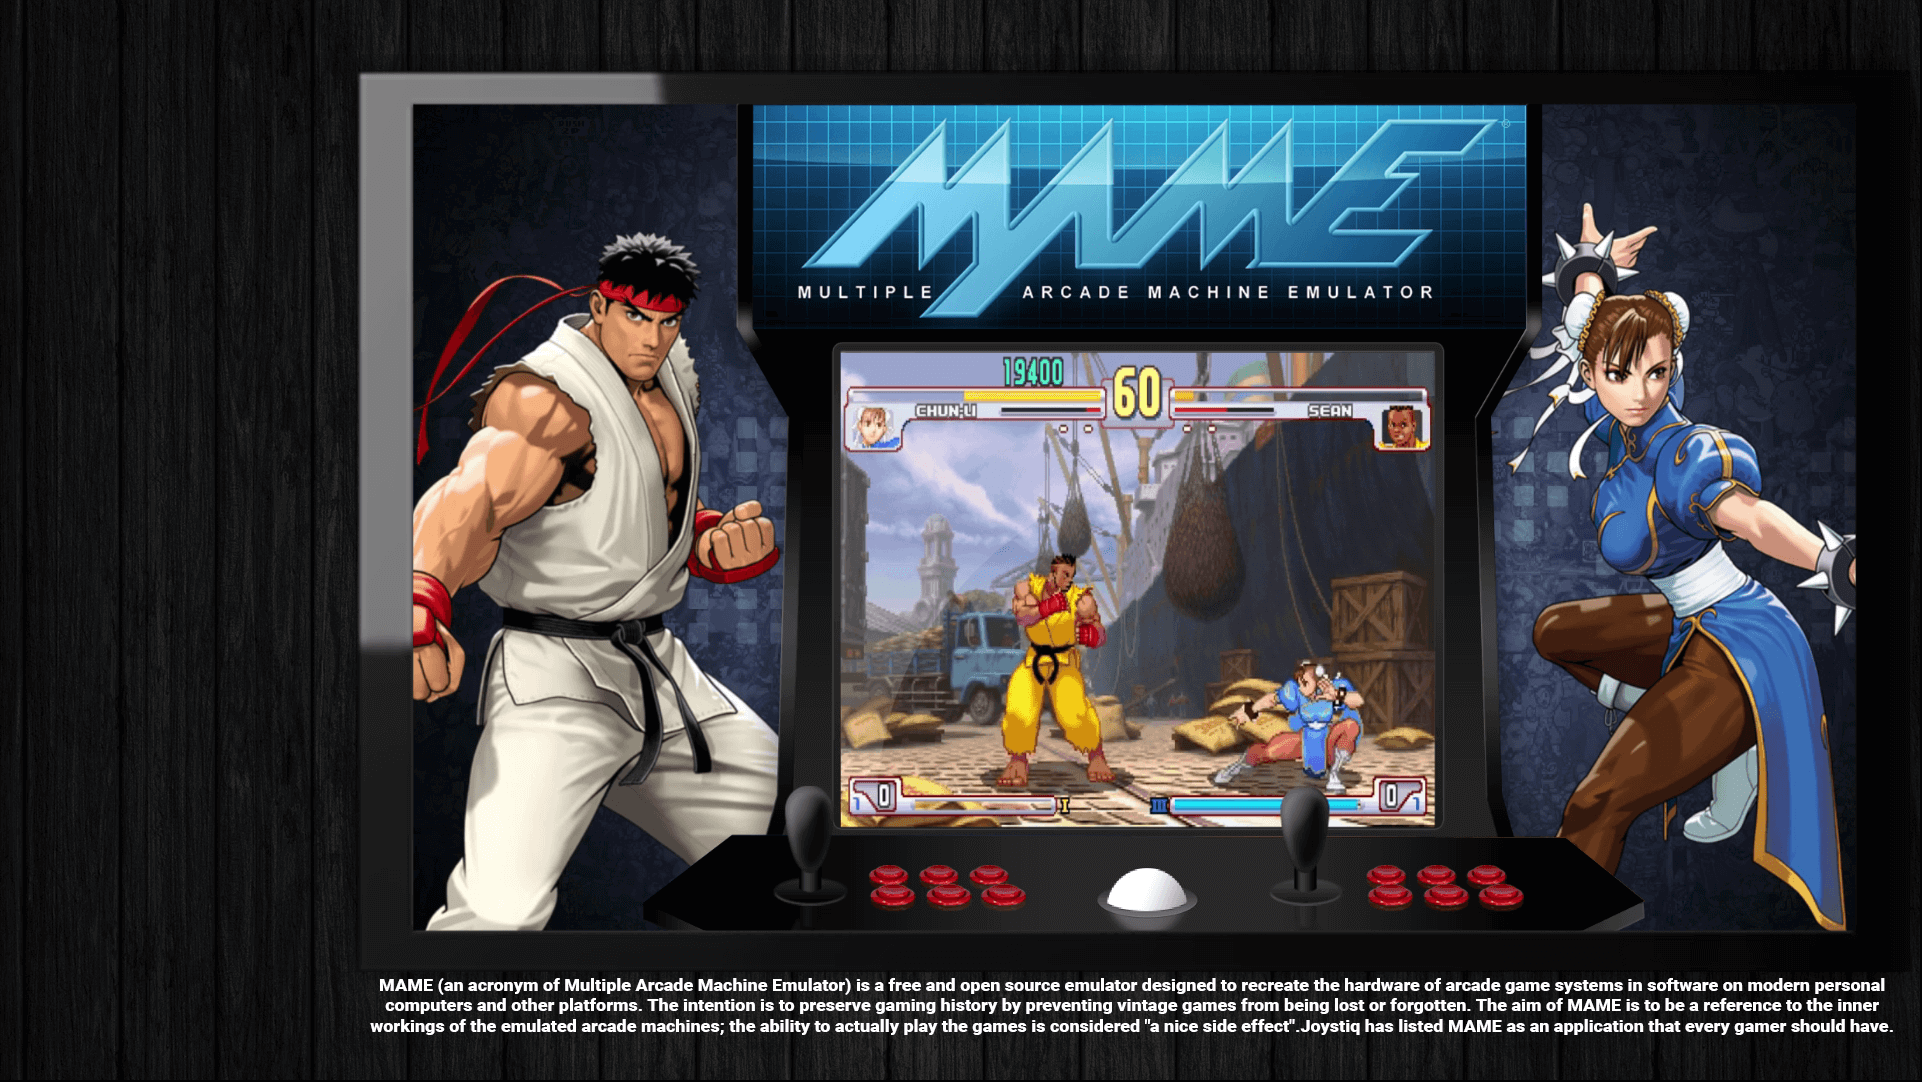 MAME®
MULTIPLE ARCADE MACHINE EMULATOR
19400
60
CHUN-LI
SEAN
1 0 I
III 0 1
MAME (an acronym of Multiple Arcade Machine Emulator) is a free and open source emulator designed to recreate the hardware of arcade game systems in software on modern personal
computers and other platforms. The intention is to preserve gaming history by preventing vintage games from being lost or forgotten. The aim of MAME is to be a reference to the inner
workings of the emulated arcade machines; the ability to actually play the games is considered "a nice side effect".Joystiq has listed MAME as an application that every gamer should have.